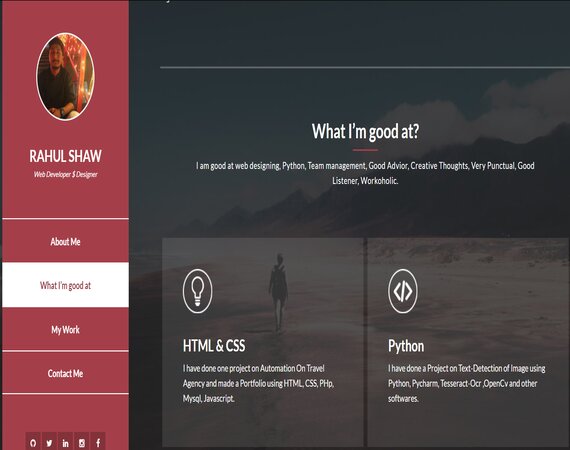 RAHUL SHAW
Web Developer $ Designer
About Me
What I'm good at
My Work
Contact Me
What I'm good at?
I am good at web designing, Python, Team management, Good Advior, Creative Thoughts, Very Punctual, Good
Listener, Workoholic.
HTML & CSS
I have done one project on Automation On Travel
Agency and made a Portfolio using HTML, CSS, PHp,
Mysql, Javascript.
Python
I have done a Project on Text-Detection of Image using
Python, Pycharm, Tesseract-Ocr ,OpenCv and other
softwares.